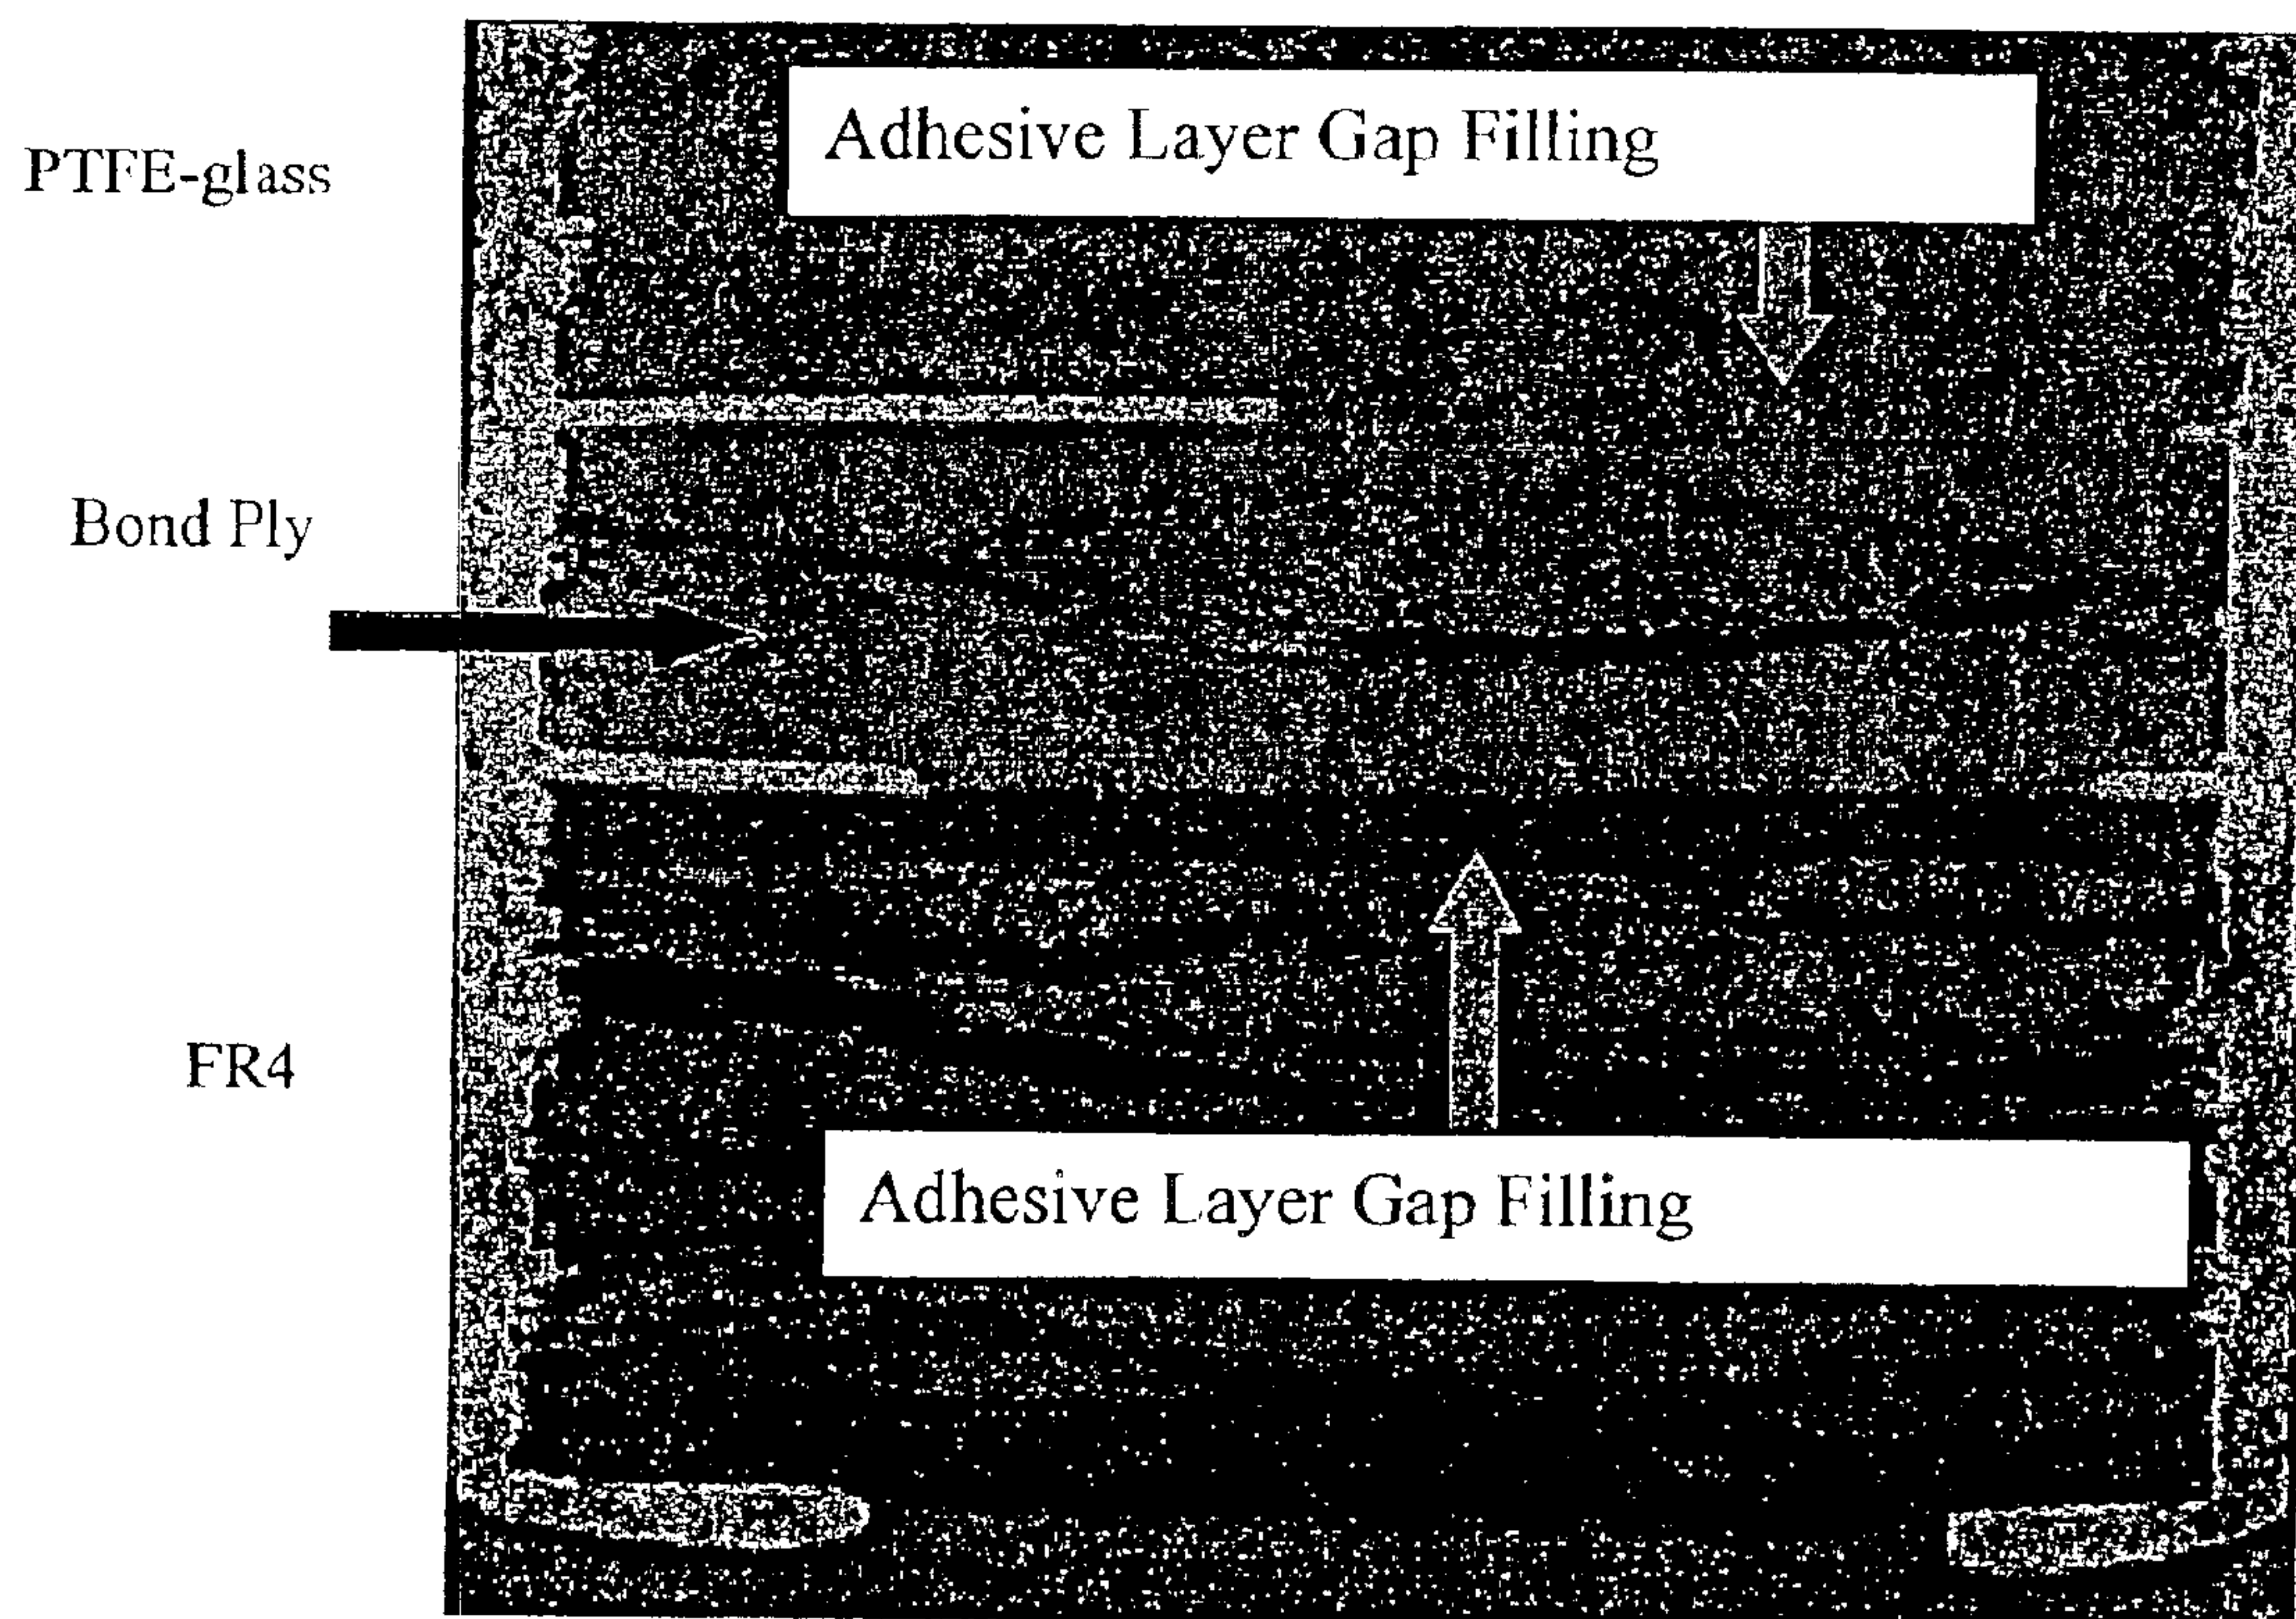 Adhesive Layer Gap Filling
PTFE-glass
Bond Ply
FR4
Adhesive Layer Gap Filling